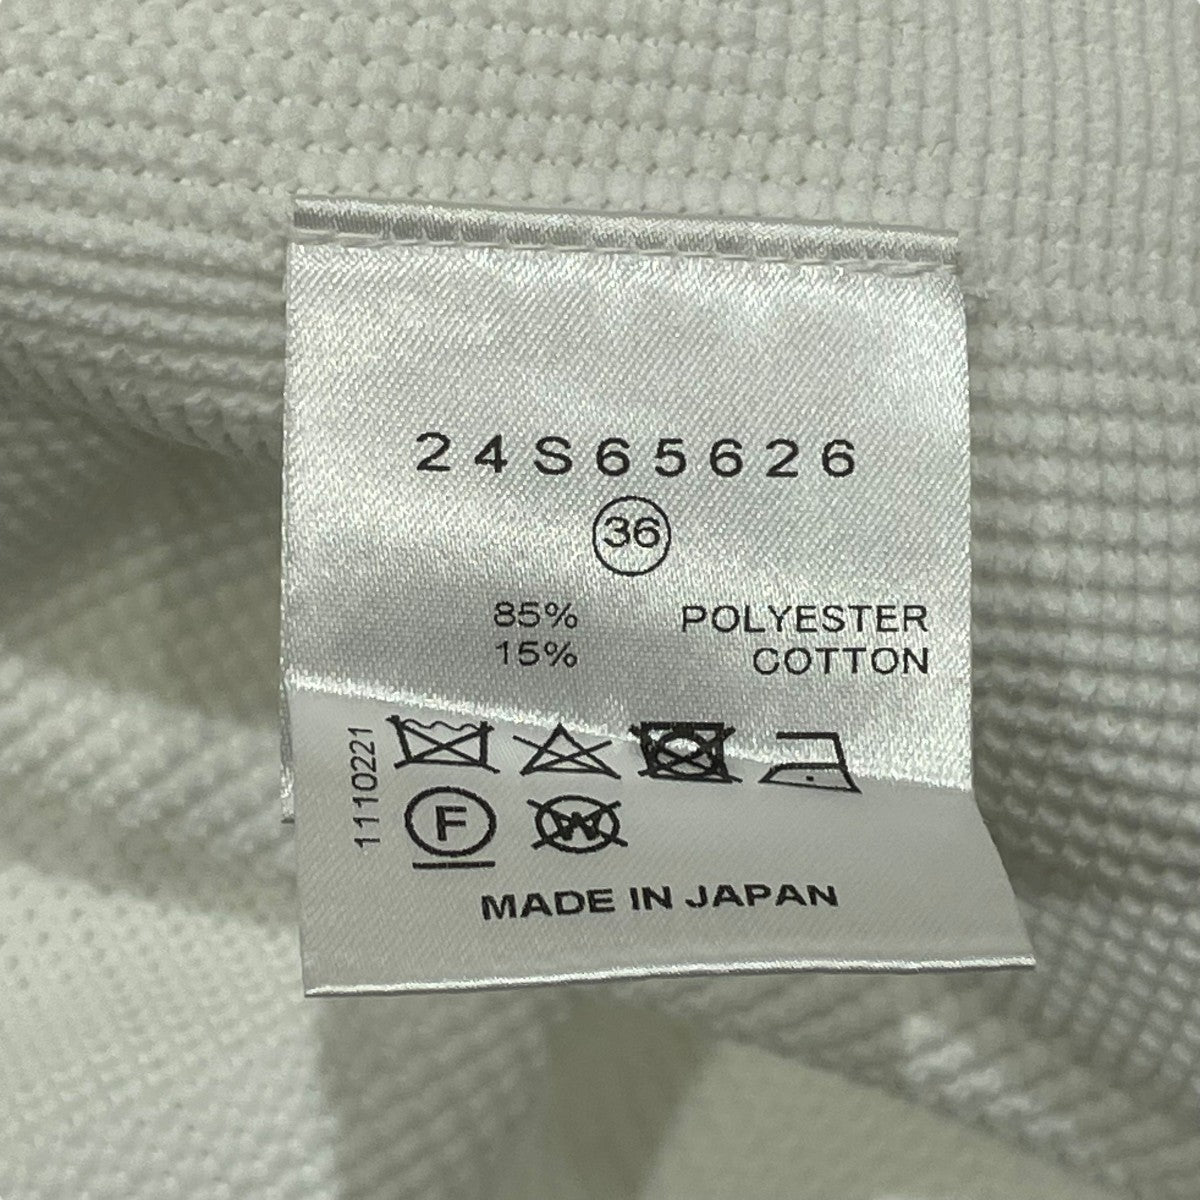 24S65626
36
85% POLYESTER
15% COTTON
1110221
F
W
MADE IN JAPAN